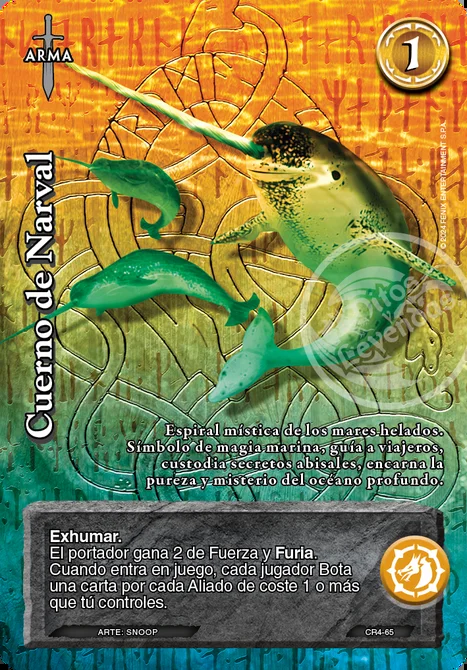 ARMA
1
Cuerno de Narval
©2024 FENIX ENTERTAINMENT S.P.A.
Mitos y
Leyendas
Espiral mística de los mares helados.
Símbolo de magia marina, guía a viajeros,
custodia secretos abisales, encarna la
pureza y misterio del océano profundo.
Exhumar.
El portador gana 2 de Fuerza y Furia.
Cuando entra en juego, cada jugador Bota
una carta por cada Aliado de coste 1 o más
que tú controles.
ARTE: SNOOP
CR4-65